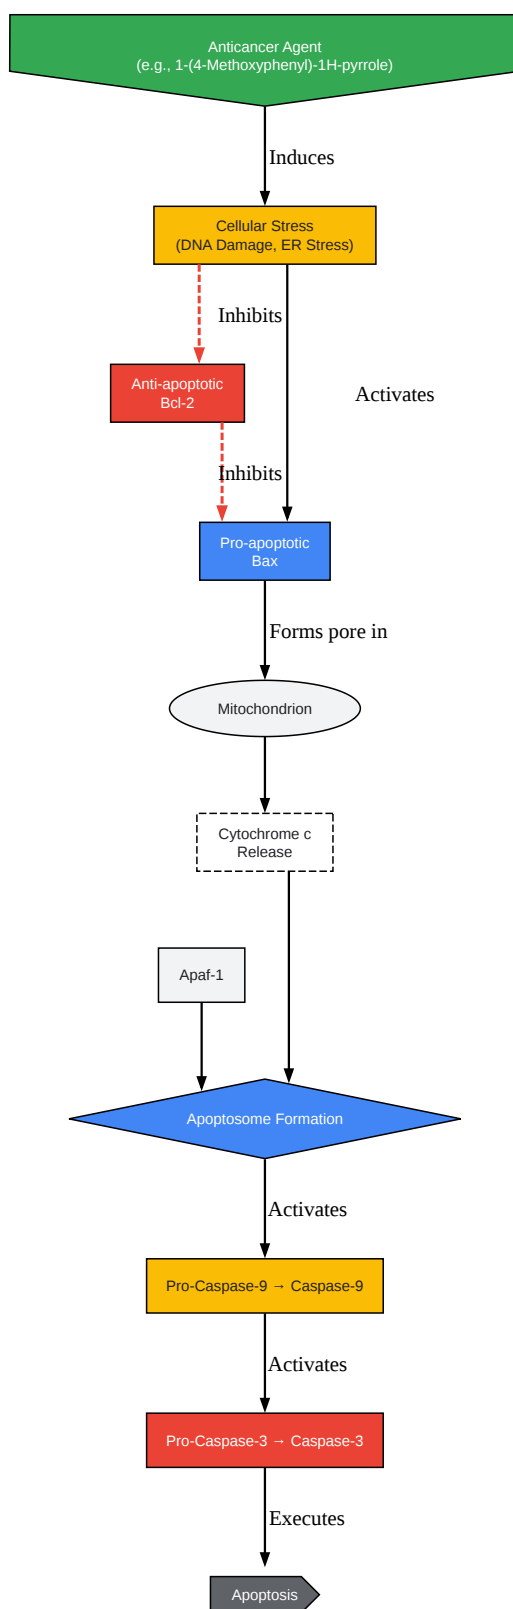 Anticancer Agent
(e.g., 1-(4-Methoxyphenyl)-1H-pyrrole)
Induces
Cellular Stress
(DNA Damage, ER Stress)
Inhibits
Anti-apoptotic
Bcl-2
Activates
Inhibits
Pro-apoptotic
Bax
Forms pore in
Mitochondrion
Cytochrome c
Release
Apaf-1
Apoptosome Formation
Activates
Pro-Caspase-9 → Caspase-9
Activates
Pro-Caspase-3 → Caspase-3
Executes
Apoptosis